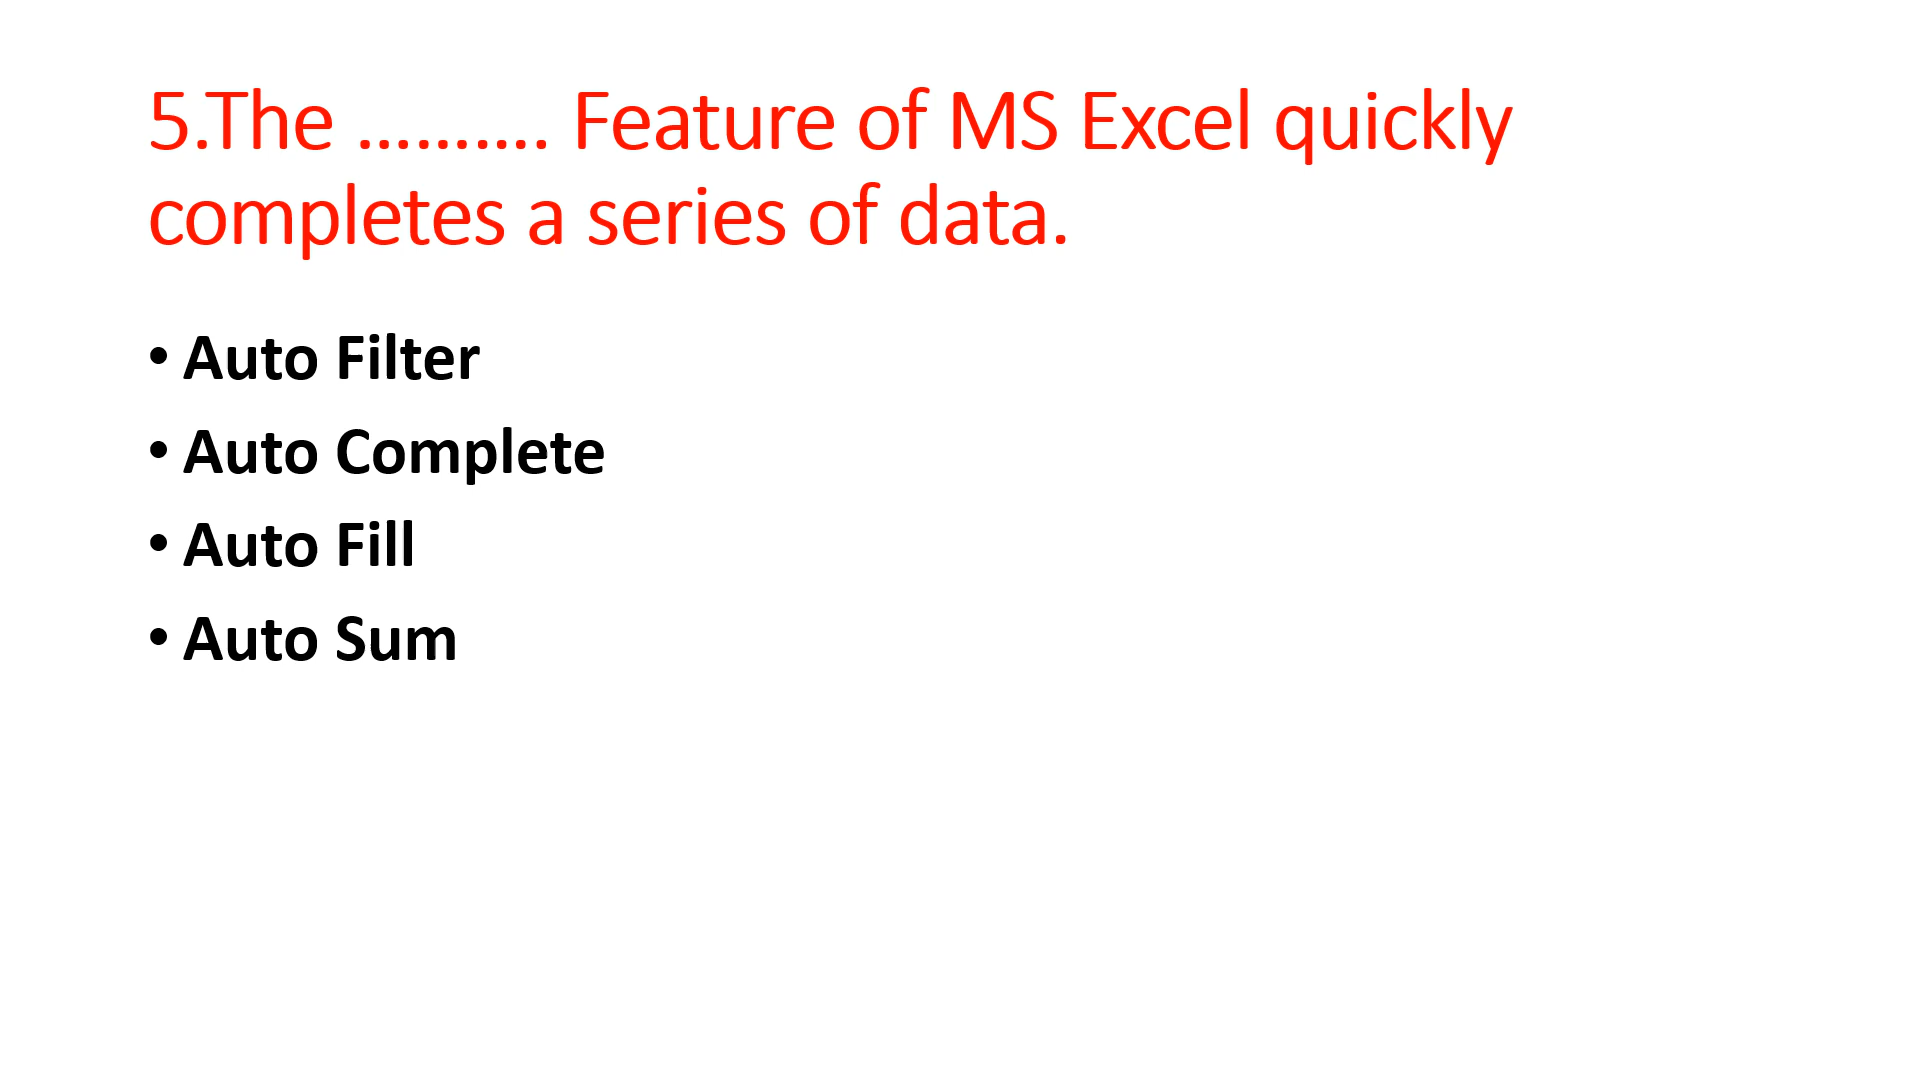 5.The .......... Feature of MS Excel quickly
completes a series of data.
• Auto Filter
• Auto Complete
• Auto Fill
• Auto Sum